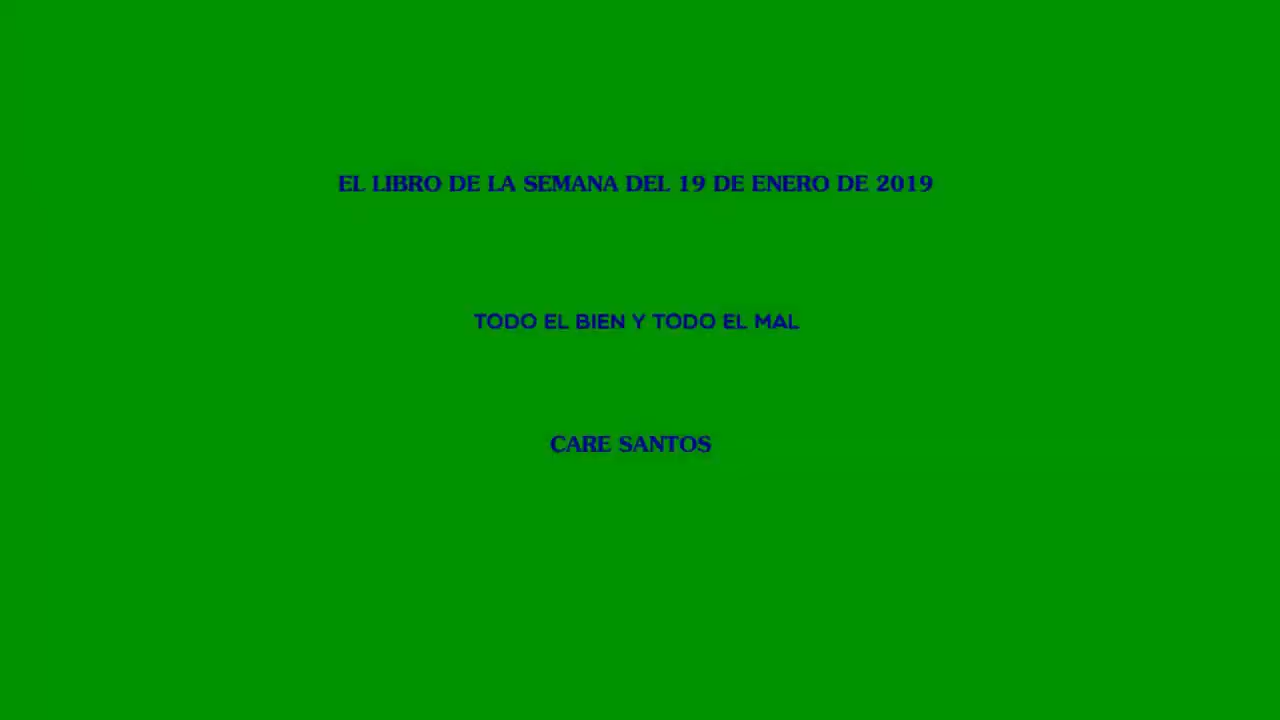 EL LIBRO DE LA SEMANA DEL 19 DE ENERO DE 2019
TODO EL BIEN Y TODO EL MAL
CARE SANTOS